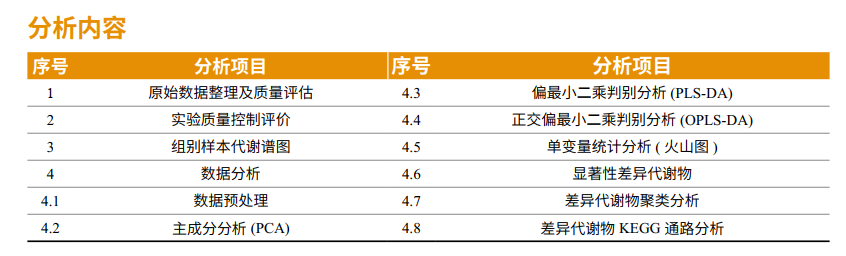 分析内容
序号 分析项目 序号 分析项目
1 原始数据整理及质量评估 4.3 偏最小二乘判别分析 (PLS-DA)
2 实验质量控制评价 4.4 正交偏最小二乘判别分析 (OPLS-DA)
3 组别样本代谢谱图 4.5 单变量统计分析 ( 火山图 )
4 数据分析 4.6 显著性差异代谢物
4.1 数据预处理 4.7 差异代谢物聚类分析
4.2 主成分分析 (PCA) 4.8 差异代谢物 KEGG 通路分析